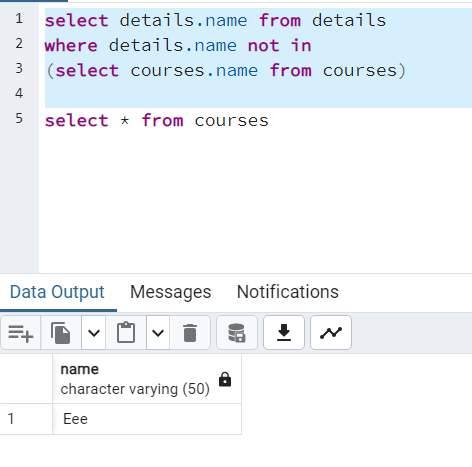 1 select details.name from details
2 where details.name not in
3 (select courses.name from courses)
4
5 select * from courses
Data Output Messages Notifications
name
character varying (50)
1 Eee